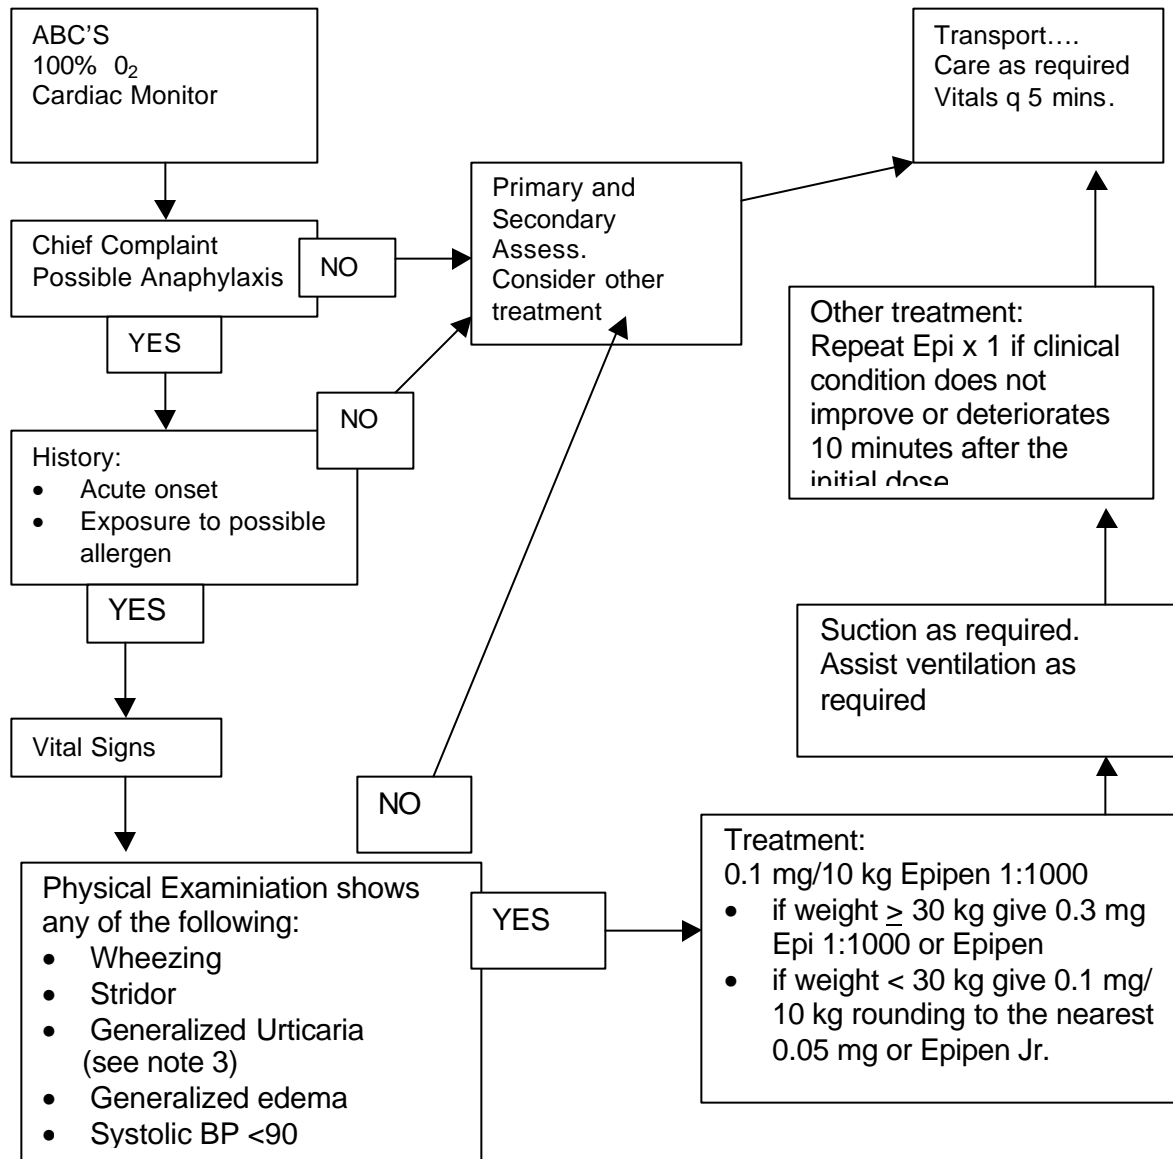 ABC’S
100% 0₂
Cardiac Monitor
Chief Complaint
Possible Anaphylaxis
NO
YES
History:
• Acute onset
• Exposure to possible
allergen
NO
YES
Vital Signs
NO
Physical Examiniation shows
any of the following:
• Wheezing
• Stridor
• Generalized Urticaria
(see note 3)
• Generalized edema
• Systolic BP <90
YES
Primary and
Secondary
Assess.
Consider other
treatment
Treatment:
0.1 mg/10 kg Epipen 1:1000
• if weight ≥ 30 kg give 0.3 mg
Epi 1:1000 or Epipen
• if weight < 30 kg give 0.1 mg/
10 kg rounding to the nearest
0.05 mg or Epipen Jr.
Suction as required.
Assist ventilation as
required
Other treatment:
Repeat Epi x 1 if clinical
condition does not
improve or deteriorates
10 minutes after the
initial dose
Transport….
Care as required
Vitals q 5 mins.